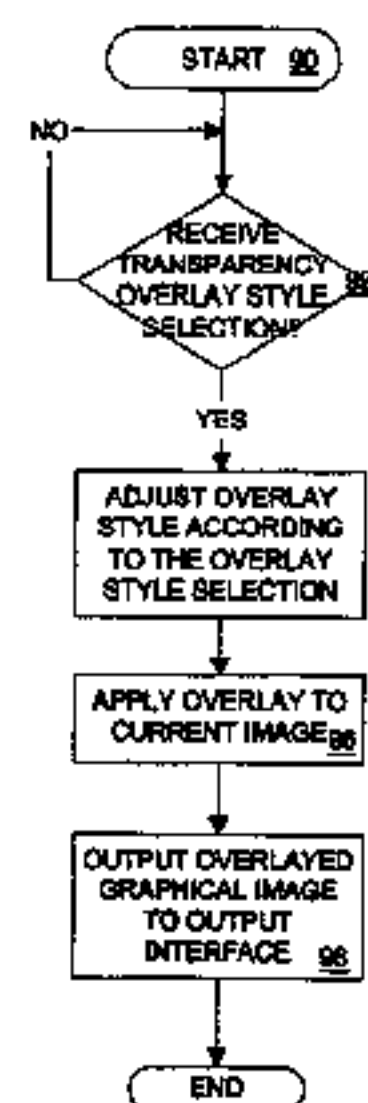 START 90
NO
RECEIVE
TRANSPARENCY
OVERLAY STYLE
SELECTION?
YES
ADJUST OVERLAY
STYLE ACCORDING
TO THE OVERLAY
STYLE SELECTION
APPLY OVERLAY TO
CURRENT IMAGE 96
OUTPUT OVERLAYED
GRAPHICAL IMAGE
TO OUTPUT
INTERFACE 98
END